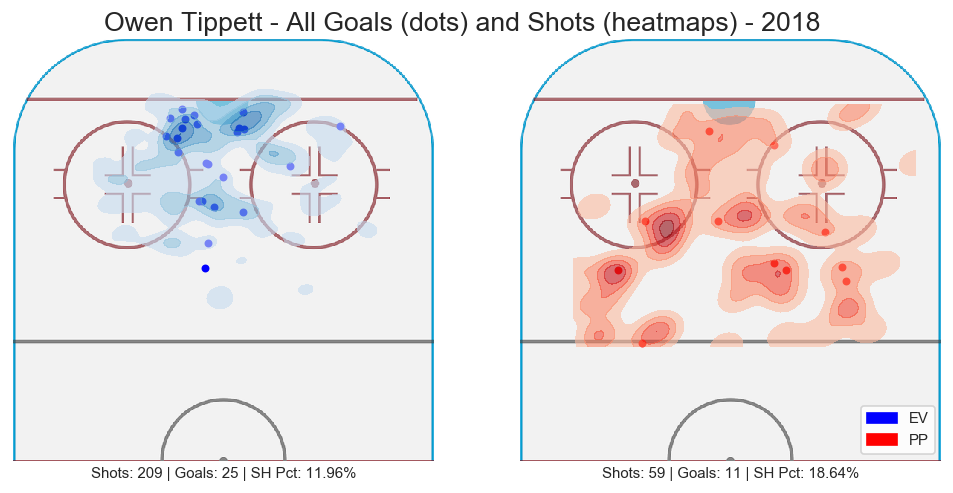 Owen Tippett - All Goals (dots) and Shots (heatmaps) - 2018
EV
PP
Shots: 209 | Goals: 25 | SH Pct: 11.96%
Shots: 59 | Goals: 11 | SH Pct: 18.64%